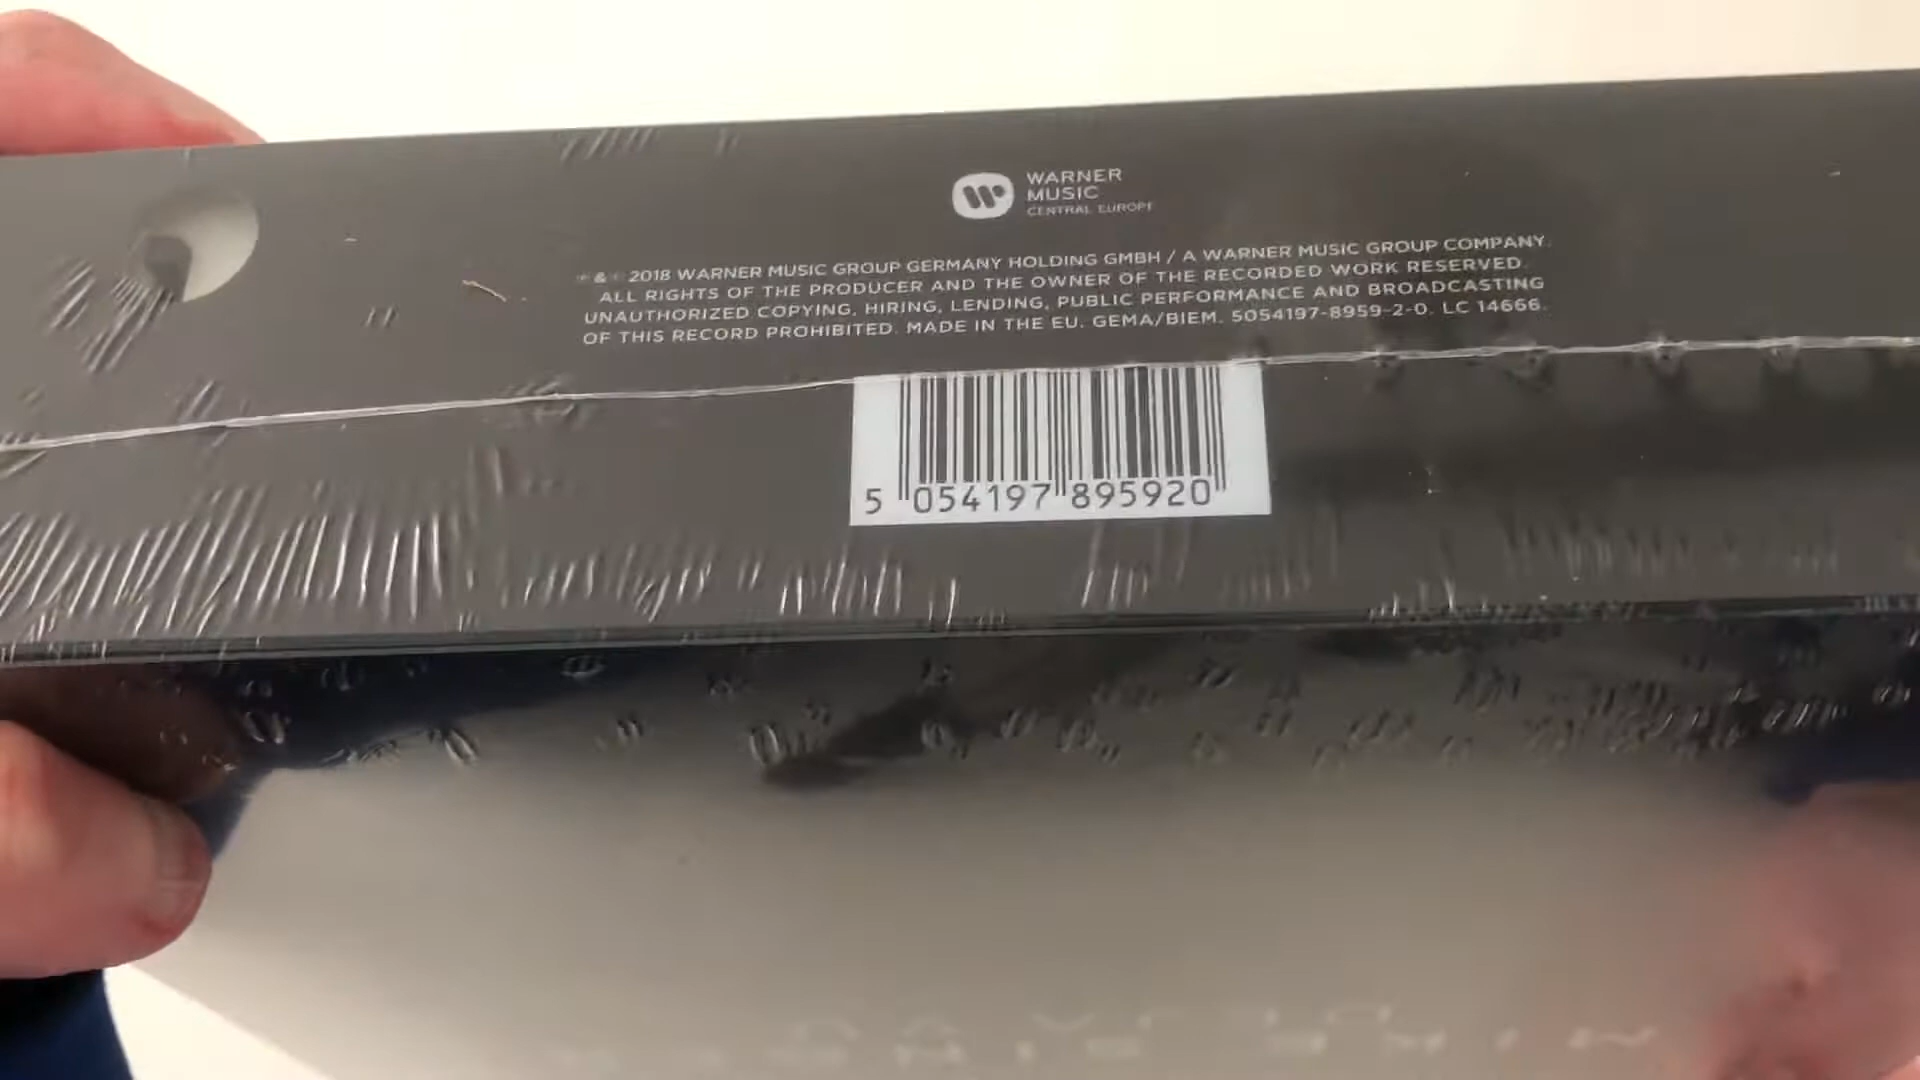 WARNER
MUSIC
CENTRAL EUROPE
℗ & © 2018 WARNER MUSIC GROUP GERMANY HOLDING GMBH / A WARNER MUSIC GROUP COMPANY.
ALL RIGHTS OF THE PRODUCER AND THE OWNER OF THE RECORDED WORK RESERVED.
UNAUTHORIZED COPYING, HIRING, LENDING, PUBLIC PERFORMANCE AND BROADCASTING
OF THIS RECORD PROHIBITED. MADE IN THE EU. GEMA/BIEM. 5054197-8959-2-0. LC 14666.
5 054197 895920